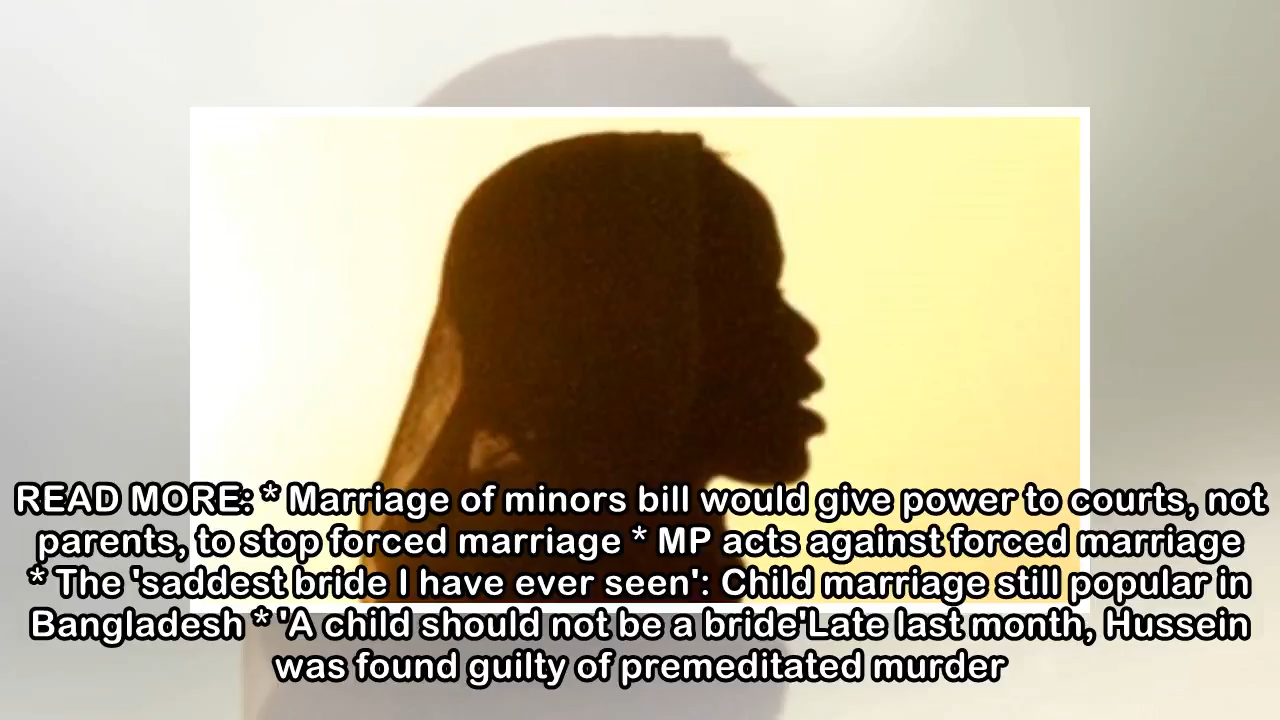 READ MORE: * Marriage of minors bill would give power to courts, not
parents, to stop forced marriage * MP acts against forced marriage
* The 'saddest bride I have ever seen': Child marriage still popular in
Bangladesh * 'A child should not be a bride'Late last month, Hussein
was found guilty of premeditated murder